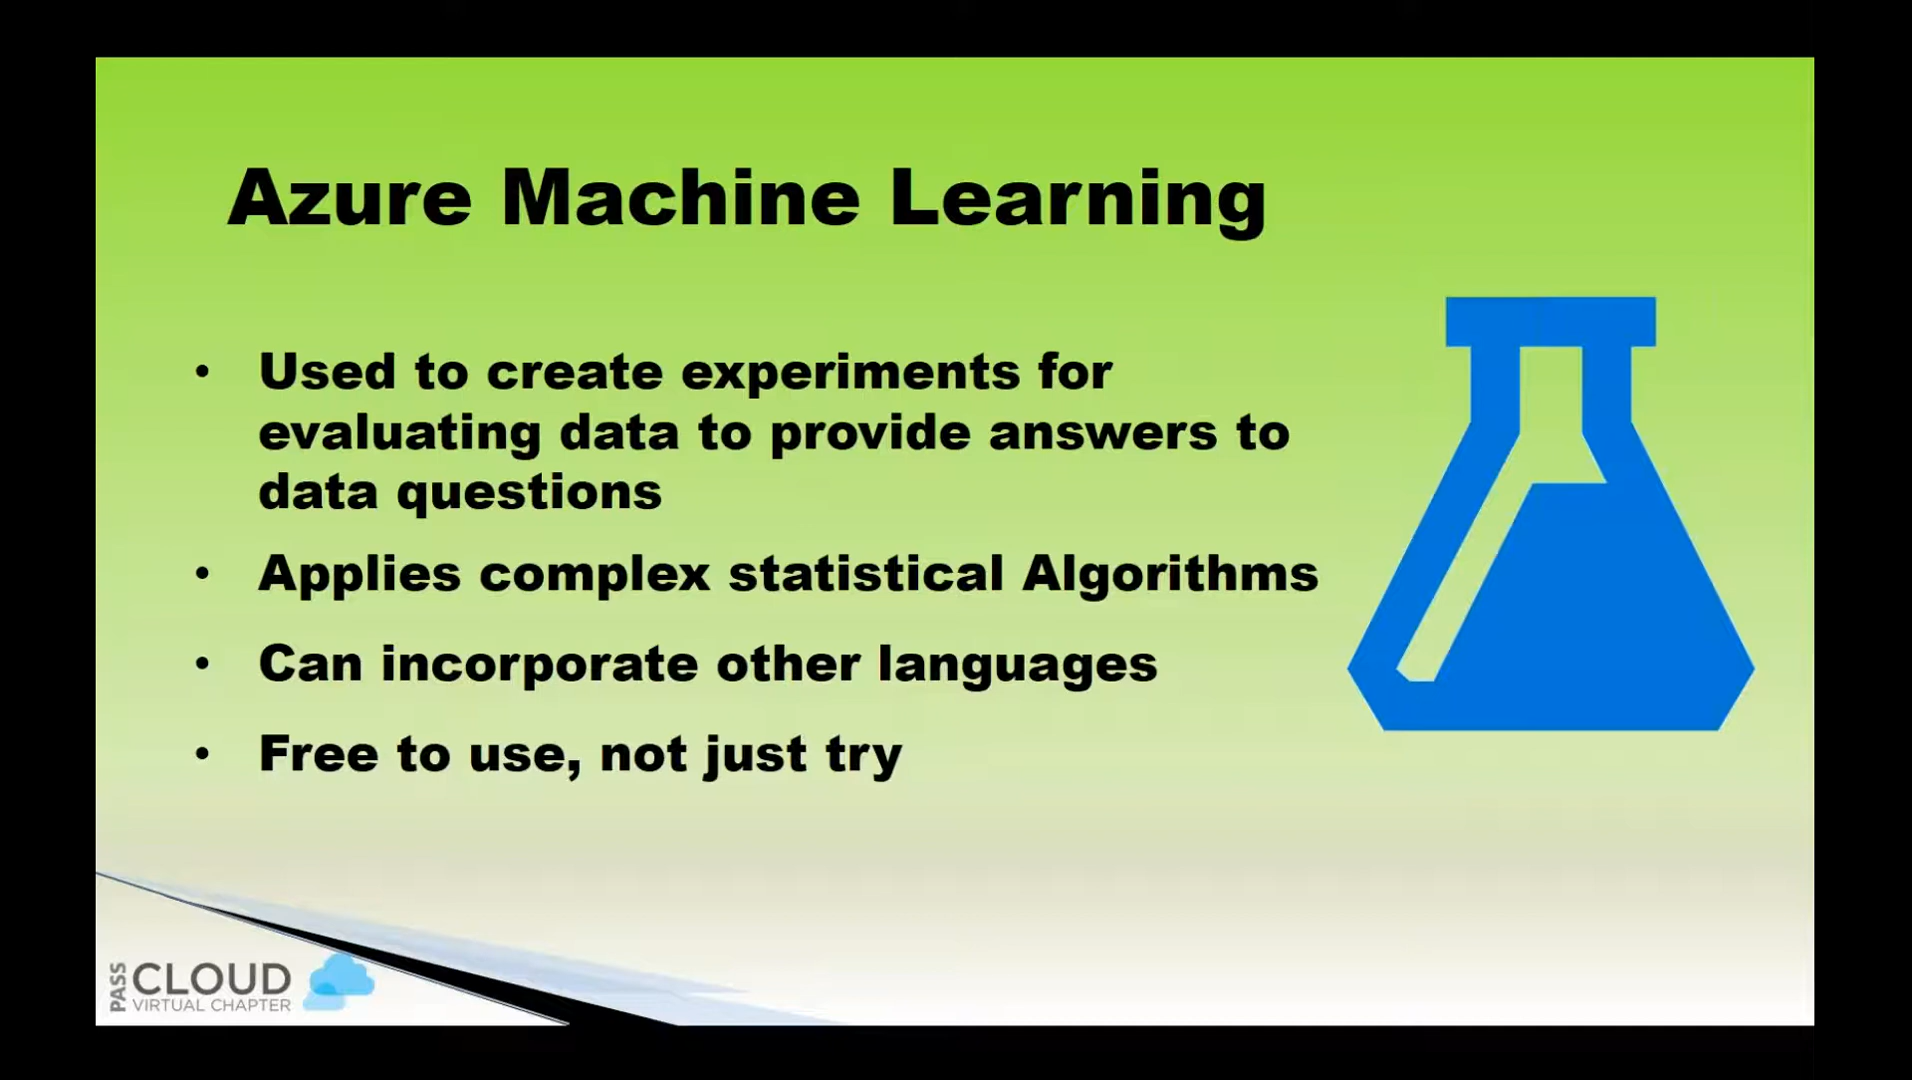 Azure Machine Learning
• Used to create experiments for
evaluating data to provide answers to
data questions
• Applies complex statistical Algorithms
• Can incorporate other languages
• Free to use, not just try
PASS
CLOUD
VIRTUAL CHAPTER